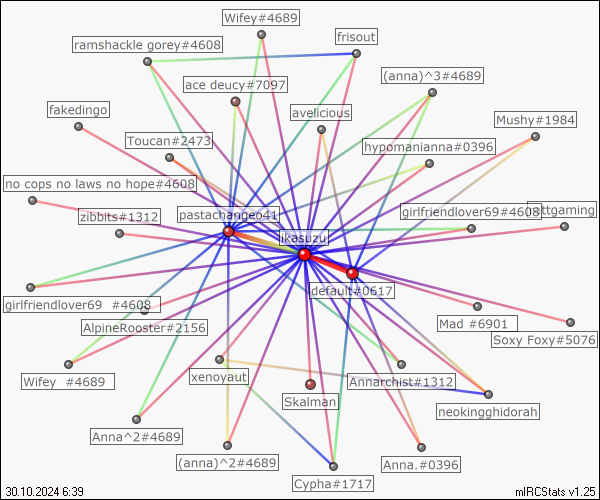 Wifey#4689
frisout
ramshackle gorey#4608
(anna)^3#4689
ace deucy#7097
fakedingo
avelicious
Mushy#1984
Toucan#2473
hypomanianna#0396
no cops no laws no hope#4608
zibbits#1312
pastachangeo41
girlfriendlover69#4608
ikasuzu
default#0617
girlfriendlover69 #4608
AlpineRooster#2156
Mad #6901
Soxy Foxy#5076
Wifey #4689
xenoyaut
Annarchist#1312
Skalman
neokingghidorah
Anna^2#4689
(anna)^2#4689
Anna.#0396
Cypha#1717
30.10.2024 6:39
mIRCStats v1.25